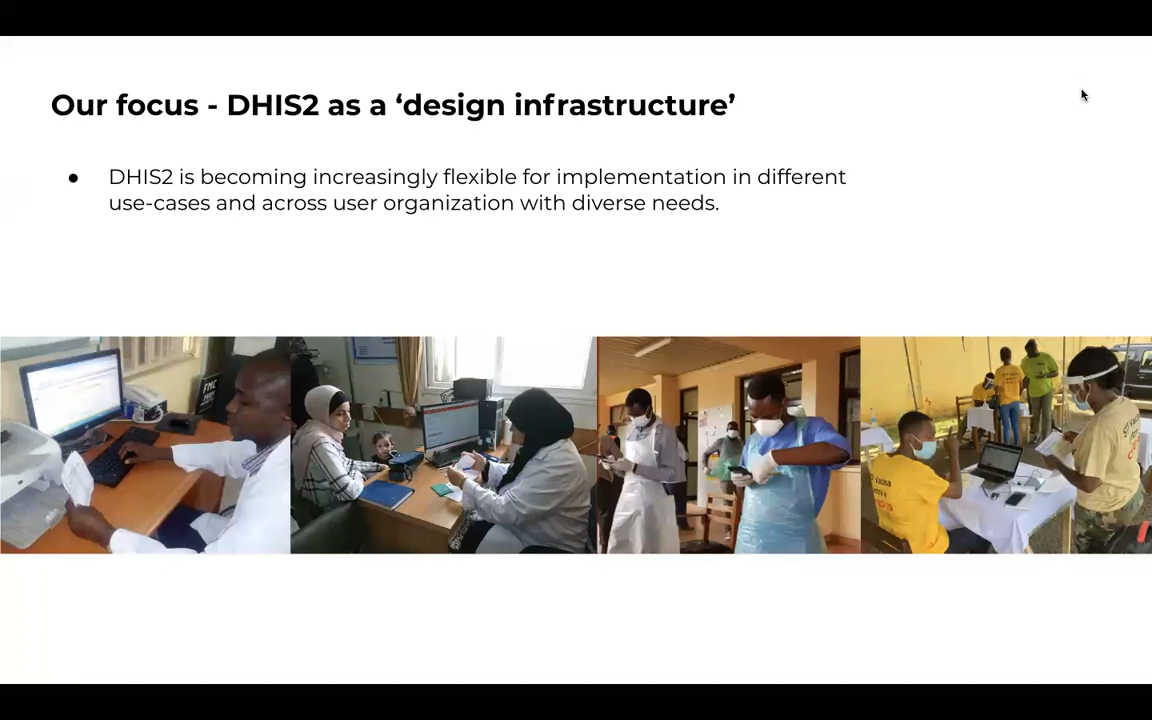 Our focus - DHIS2 as a ‘design infrastructure’
● DHIS2 is becoming increasingly flexible for implementation in different
use-cases and across user organization with diverse needs.
FMC